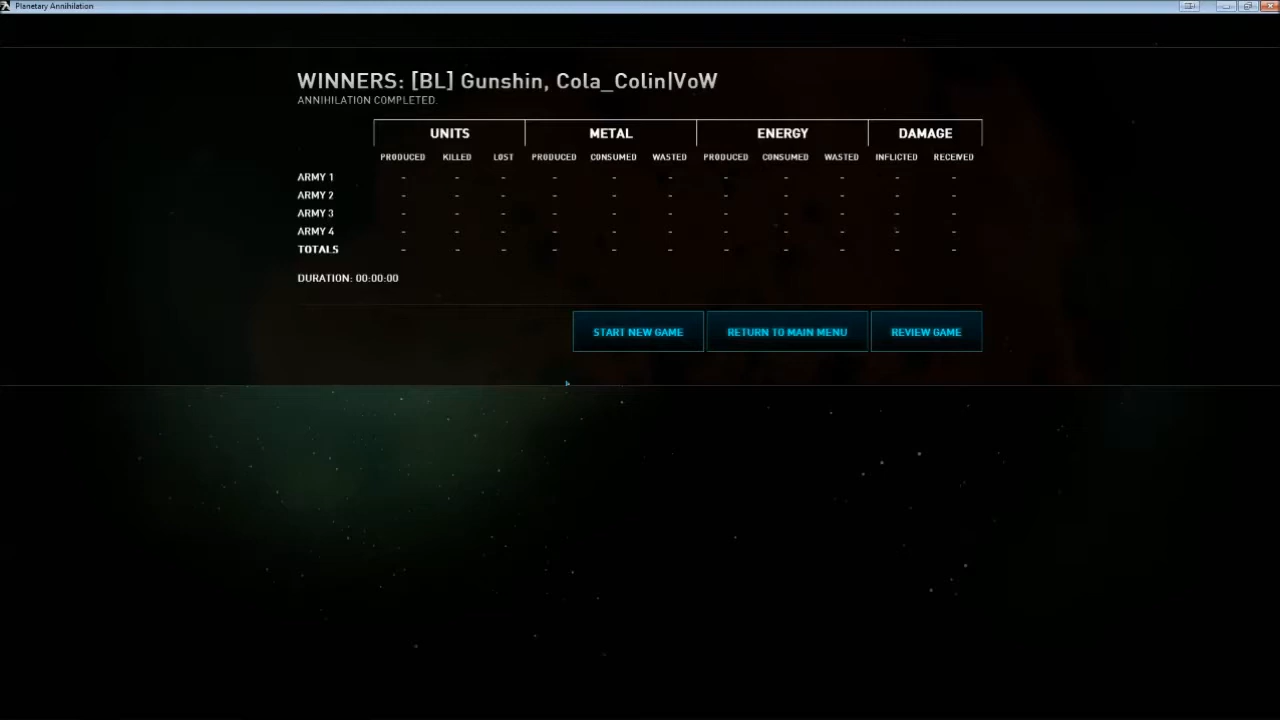 Planetary Annihilation
WINNERS: [BL] Gunshin, Cola_Colin|VoW
ANNIHILATION COMPLETED.
UNITS METAL ENERGY DAMAGE
PRODUCED KILLED LOST PRODUCED CONSUMED WASTED PRODUCED CONSUMED WASTED INFLICTED RECEIVED
ARMY 1 - - - - - - - - - - -
ARMY 2 - - - - - - - - - - -
ARMY 3 - - - - - - - - - - -
ARMY 4 - - - - - - - - - - -
TOTALS - - - - - - - - - - -
DURATION: 00:00:00
START NEW GAME RETURN TO MAIN MENU REVIEW GAME